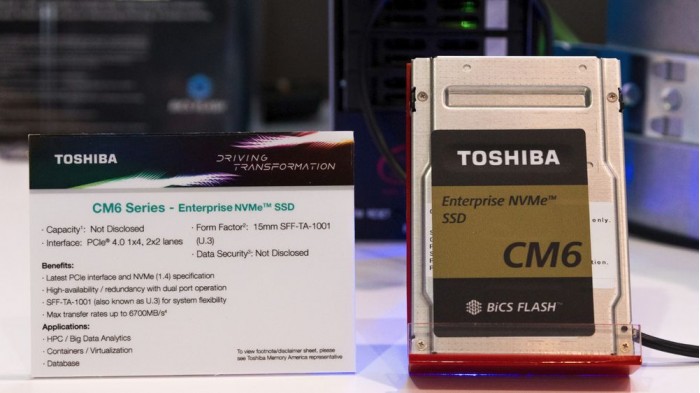 TOSHIBA
DRIVING
TRANSFORMATION
CM6 Series - Enterprise NVMe™ SSD
· Capacity¹: Not Disclosed
· Interface: PCIe® 4.0 1x4, 2x2 lanes
· Form Factor²: 15mm SFF-TA-1001
(U.3)
· Data Security³: Not Disclosed
Benefits:
· Latest PCIe interface and NVMe (1.4) specification
· High-availability / redundancy with dual port operation
· SFF-TA-1001 (also known as U.3) for system flexibility
· Max transfer rates up to 6700MB/s⁴
Applications:
· HPC / Big Data Analytics
· Containers / Virtualization
· Database
To view footnote/disclaimer sheet, please
see Toshiba Memory America representative
TOSHIBA
Enterprise NVMe™
SSD
CM6
BiCS FLASH™
only.